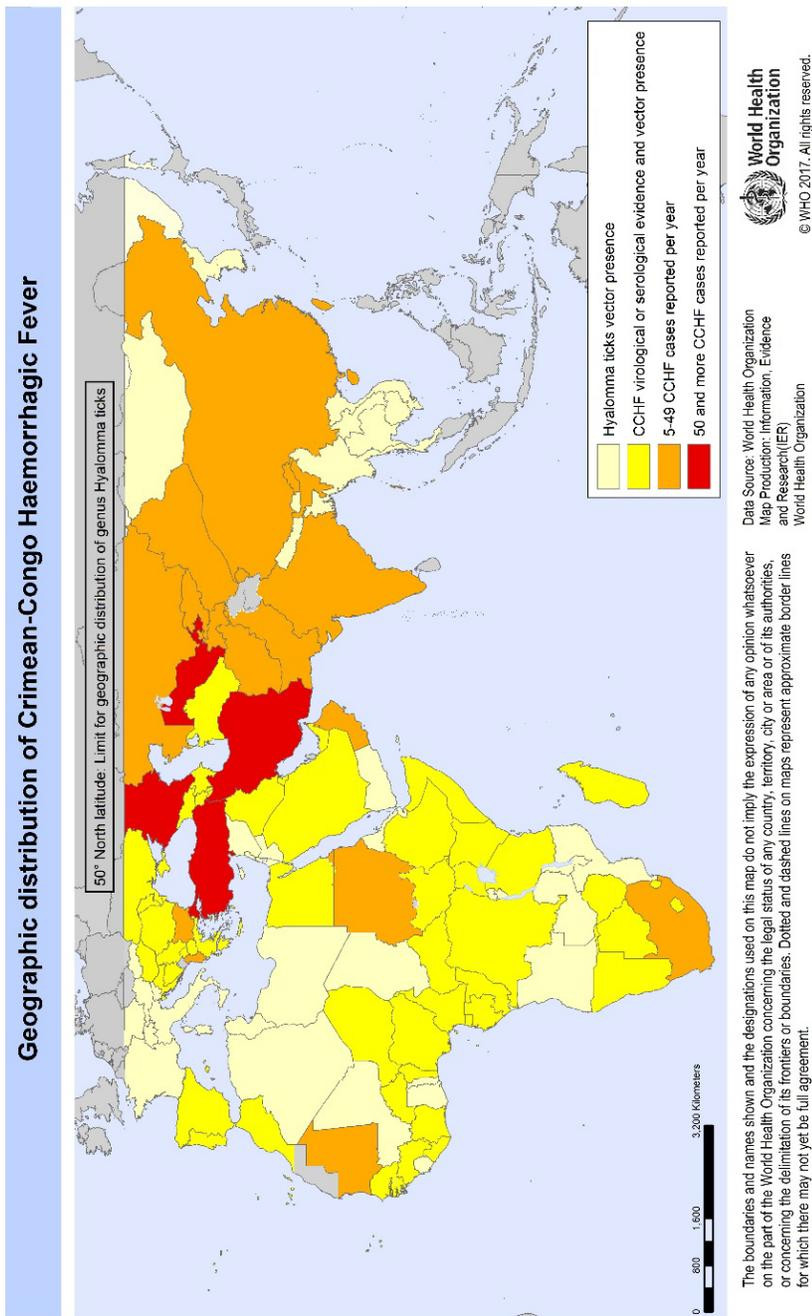 Geographic distribution of Crimean-Congo Haemorrhagic Fever
50° North latitude: Limit for geographic distribution of genus Hyalomma ticks
Hyalomma ticks vector presence
CCHF virological or serological evidence and vector presence
5-49 CCHF cases reported per year
50 and more CCHF cases reported per year
0 800 1,600 3,200 Kilometers
The boundaries and names shown and the designations used on this map do not imply the expression of any opinion whatsoever
on the part of the World Health Organization concerning the legal status of any country, territory, city or area or of its authorities,
or concerning the delimitation of its frontiers or boundaries. Dotted and dashed lines on maps represent approximate border lines
for which there may not yet be full agreement.
Data Source: World Health Organization
Map Production: Information, Evidence
and Research(IER)
World Health Organization
World Health
Organization
© WHO 2017. All rights reserved.